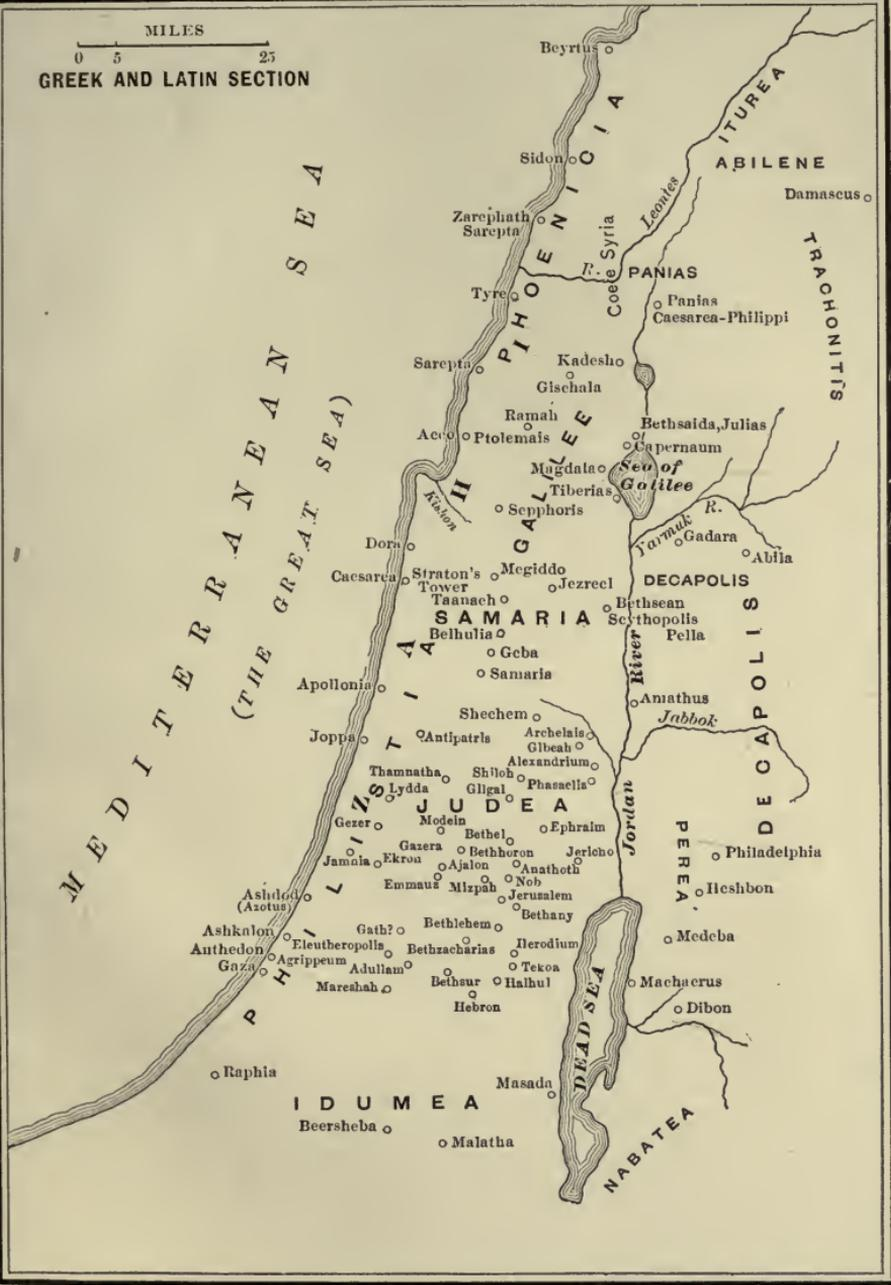 MILES
0 5 25
GREEK AND LATIN SECTION
Beyrtus
PHOENICIA
ITUREA
ABILENE
Sidon
Damascus
Leontes
R.
Zarephath
Sarepta
Coele Syria
TRACHONITIS
PANIAS
Tyre
Panias
Caesarea-Philippi
MEDITERRANEAN SEA
(THE GREAT SEA)
Sarepta
Kadesh
Gischala
Ramah
Acco
Ptolemais
Bethsaida, Julias
Capernaum
Magdala
Sea of
Galilee
Tiberias
GALILEE
Kishon
Sepphoris
Yarmuk
R.
Gadara
Abila
Dora
Caesarea
Straton's
Tower
Megiddo
Jezreel
Taanach
DECAPOLIS
Bethsean
Scythopolis
Pella
SAMARIA
Belhulia
Geba
Samaria
River
Jordan
DECAPOLIS
Apollonia
Amathus
Jabbok
Shechem
Joppa
Antipatris
Archelais
Gibeah
Alexandrium
Thamnatha
Shiloh
Phasaelis
Lydda
Gilgal
JUDEA
Gezer
Modein
Bethel
Ephraim
PEREA
Gazera
Bethhoron
Jericho
Philadelphia
Jamnia
Ekron
Ajalon
Anathoth
Emmaus
Mizpah
Nob
Heshbon
Ashdod
(Azotus)
Jerusalem
Bethany
Ashkalon
Gath?
Bethlehem
Medeba
Anthedon
Eleutheropolis
Bethzacharias
Herodium
Gaza
Agrippeum
Adullam
Tekoa
Mareshah
Bethsur
Halhul
Machaerus
Hebron
Dibon
DEAD SEA
Raphia
Masada
IDUMEA
Beersheba
Malatha
NABATEA